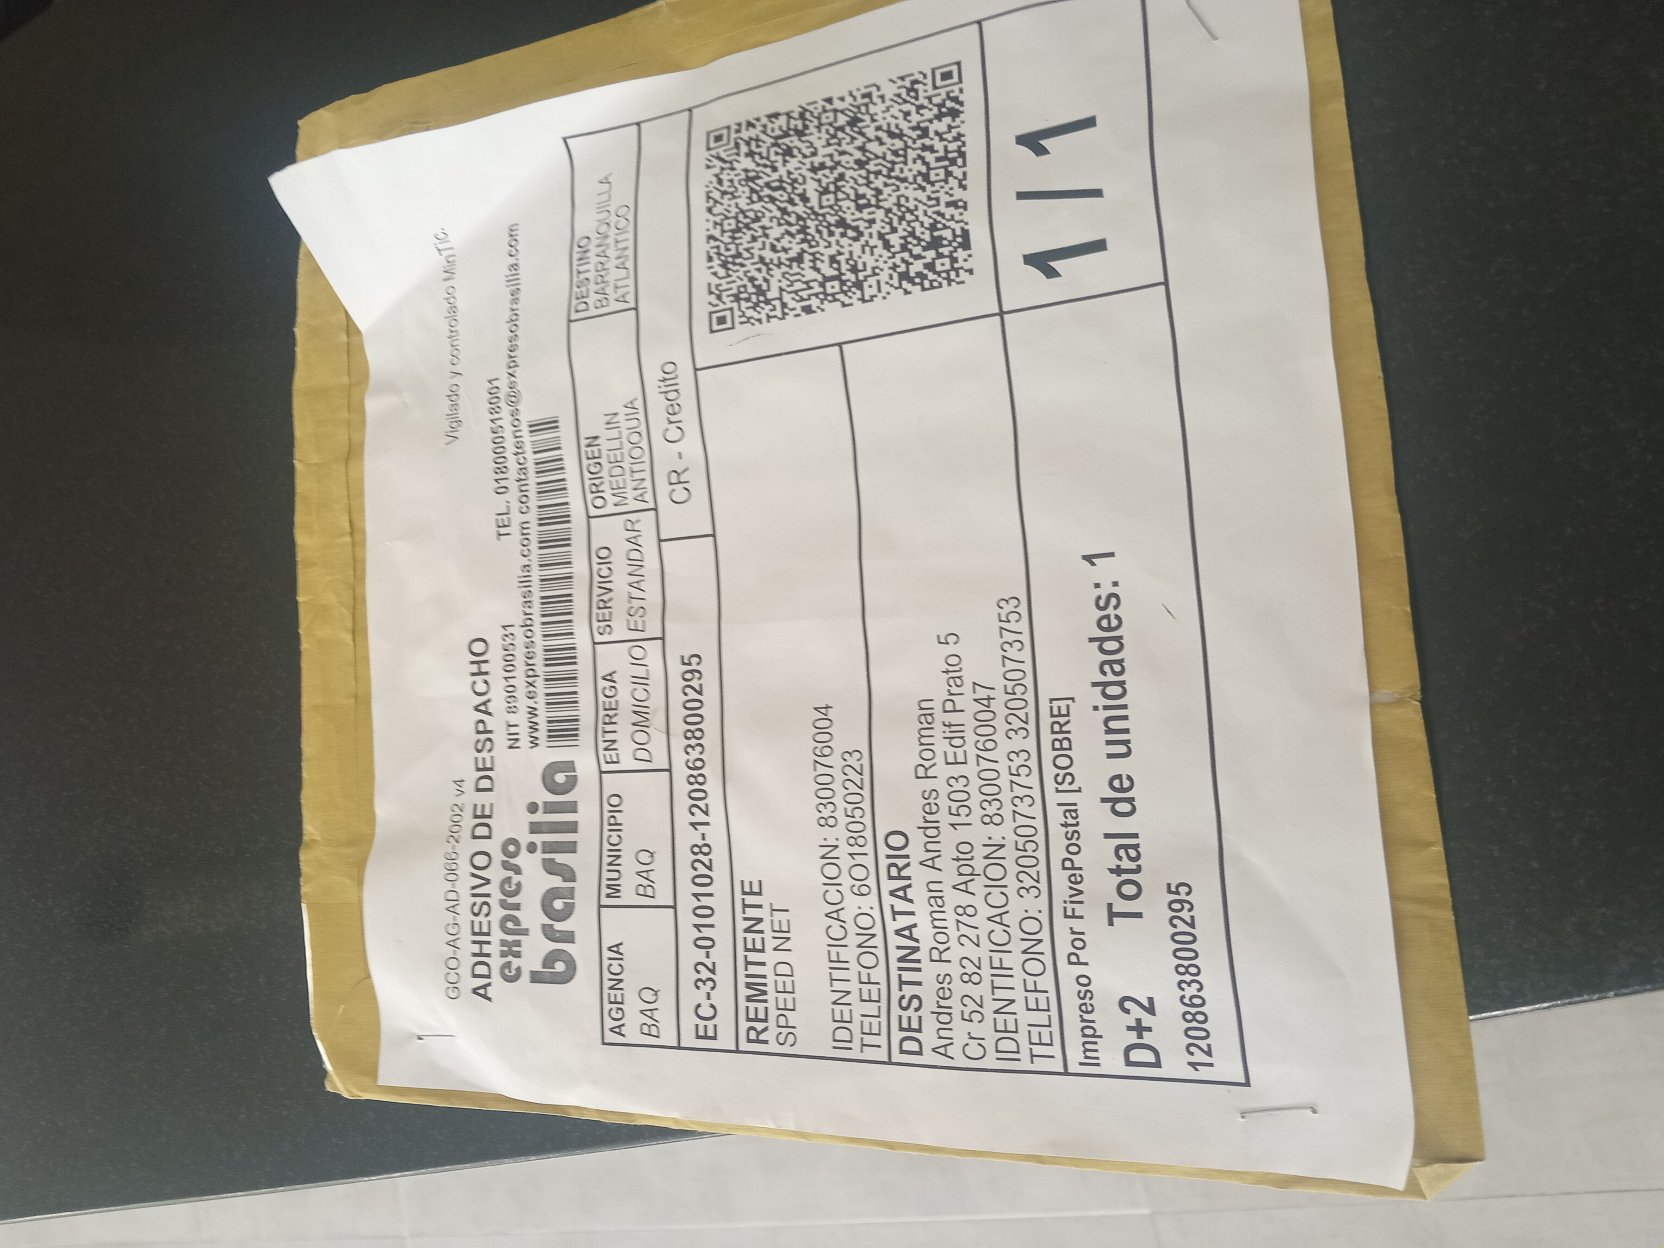 GCO-AG-AD-066-2002 v4
Vigilado y controlado MinTic.
ADHESIVO DE DESPACHO
expreso
brasilia
NIT 890100531 TEL. 018000518001
www.expresobrasilia.com contactenos@expresobrasilia.com
AGENCIA MUNICIPIO ENTREGA SERVICIO ORIGEN DESTINO
BAQ BAQ DOMICILIO ESTANDAR MEDELLIN BARRANQUILLA
ANTIOQUIA ATLANTICO
EC-32-0101028-120863800295 CR - Credito
REMITENTE
SPEED NET
IDENTIFICACION: 830076004
TELEFONO: 6O18050223
DESTINATARIO
Andres Roman Andres Roman
Cr 52 82 278 Apto 1503 Edif Prato 5
IDENTIFICACION: 8300760047
TELEFONO: 3205073753 3205073753
Impreso Por FivePostal [SOBRE]
D+2 Total de unidades: 1
120863800295
1 / 1